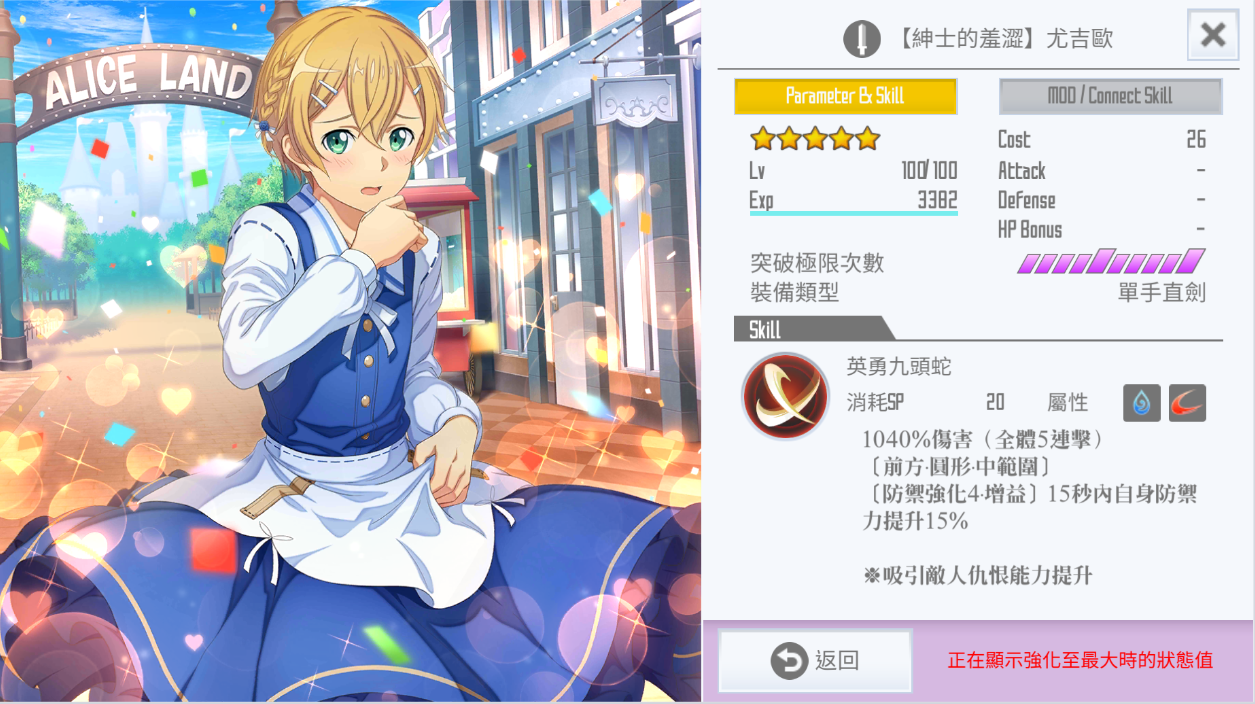 ALICE LAND
【紳士的羞澀】尤吉歐
Parameter & Skill
MOD / Connect Skill
Lv 100/100
Exp 3382
Cost 26
Attack -
Defense -
HP Bonus -
突破極限次數
裝備類型 單手直劍
Skill
英勇九頭蛇
消耗SP 20 屬性
1040%傷害（全體5連擊）
〔前方·圓形·中範圍〕
〔防禦強化4·增益〕15秒內自身防禦
力提升15%
※吸引敵人仇恨能力提升
返回
正在顯示強化至最大時的狀態值